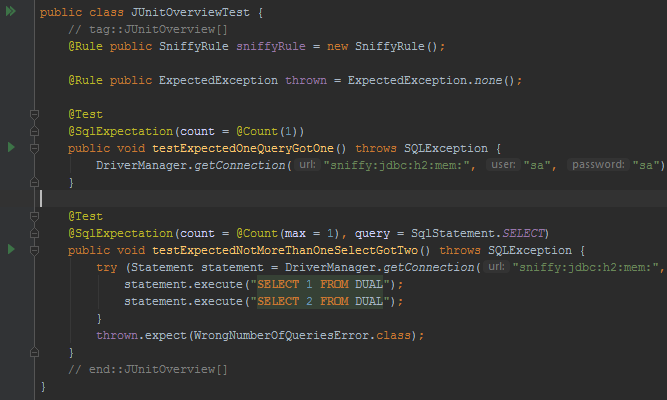 public class JUnitOverviewTest {
// tag::JUnitOverview[]
@Rule public SniffyRule sniffyRule = new SniffyRule();
@Rule public ExpectedException thrown = ExpectedException.none();
@Test
@SqlExpectation(count = @Count(1))
public void testExpectedOneQueryGotOne() throws SQLException {
DriverManager.getConnection( url: "sniffy:jdbc:h2:mem:", user: "sa", password: "sa")
}
@Test
@SqlExpectation(count = @Count(max = 1), query = SqlStatement.SELECT)
public void testExpectedNotMoreThanOneSelectGotTwo() throws SQLException {
try (Statement statement = DriverManager.getConnection( url: "sniffy:jdbc:h2:mem:",
statement.execute("SELECT 1 FROM DUAL");
statement.execute("SELECT 2 FROM DUAL");
}
thrown.expect(WrongNumberOfQueriesError.class);
}
// end::JUnitOverview[]
}